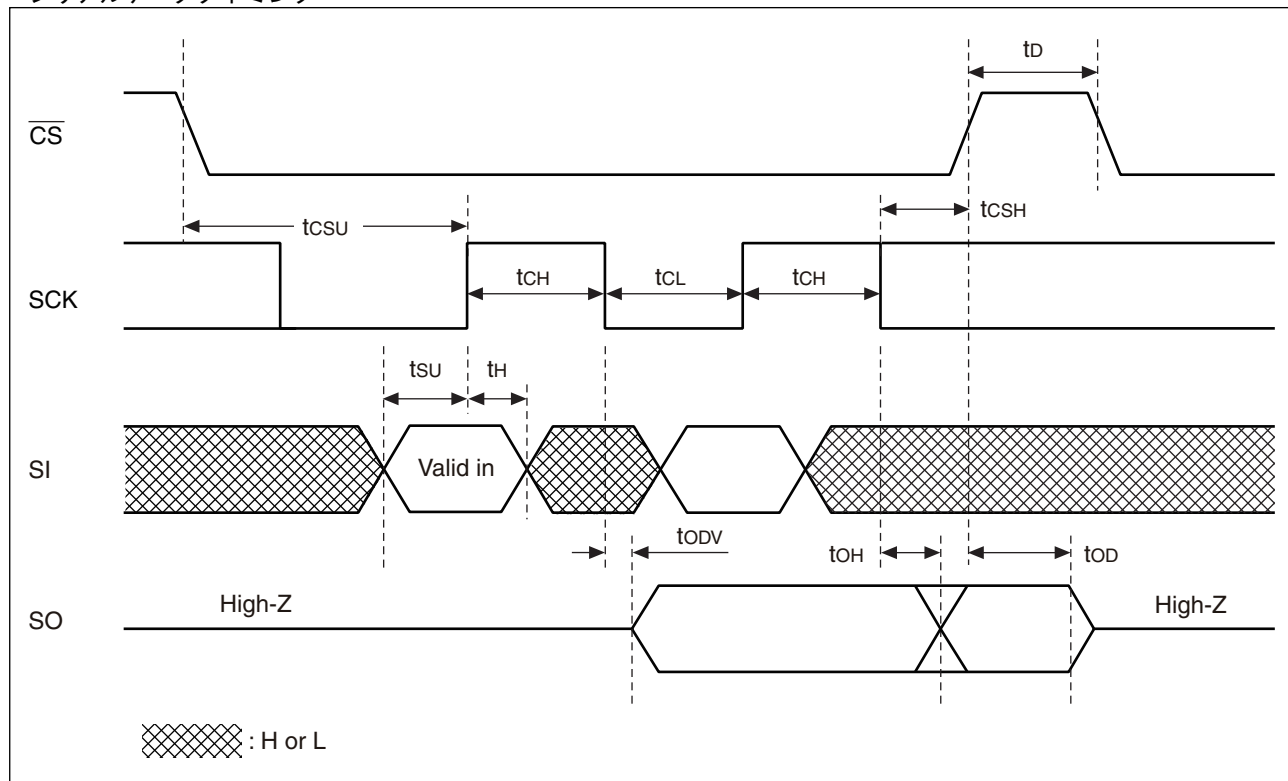 tD
CS
tCSU
tCSH
SCK
tCH
tCL
tCH
tSU
tH
SI
Valid in
tODV
tOH
tOD
SO
High-Z
High-Z
: H or L